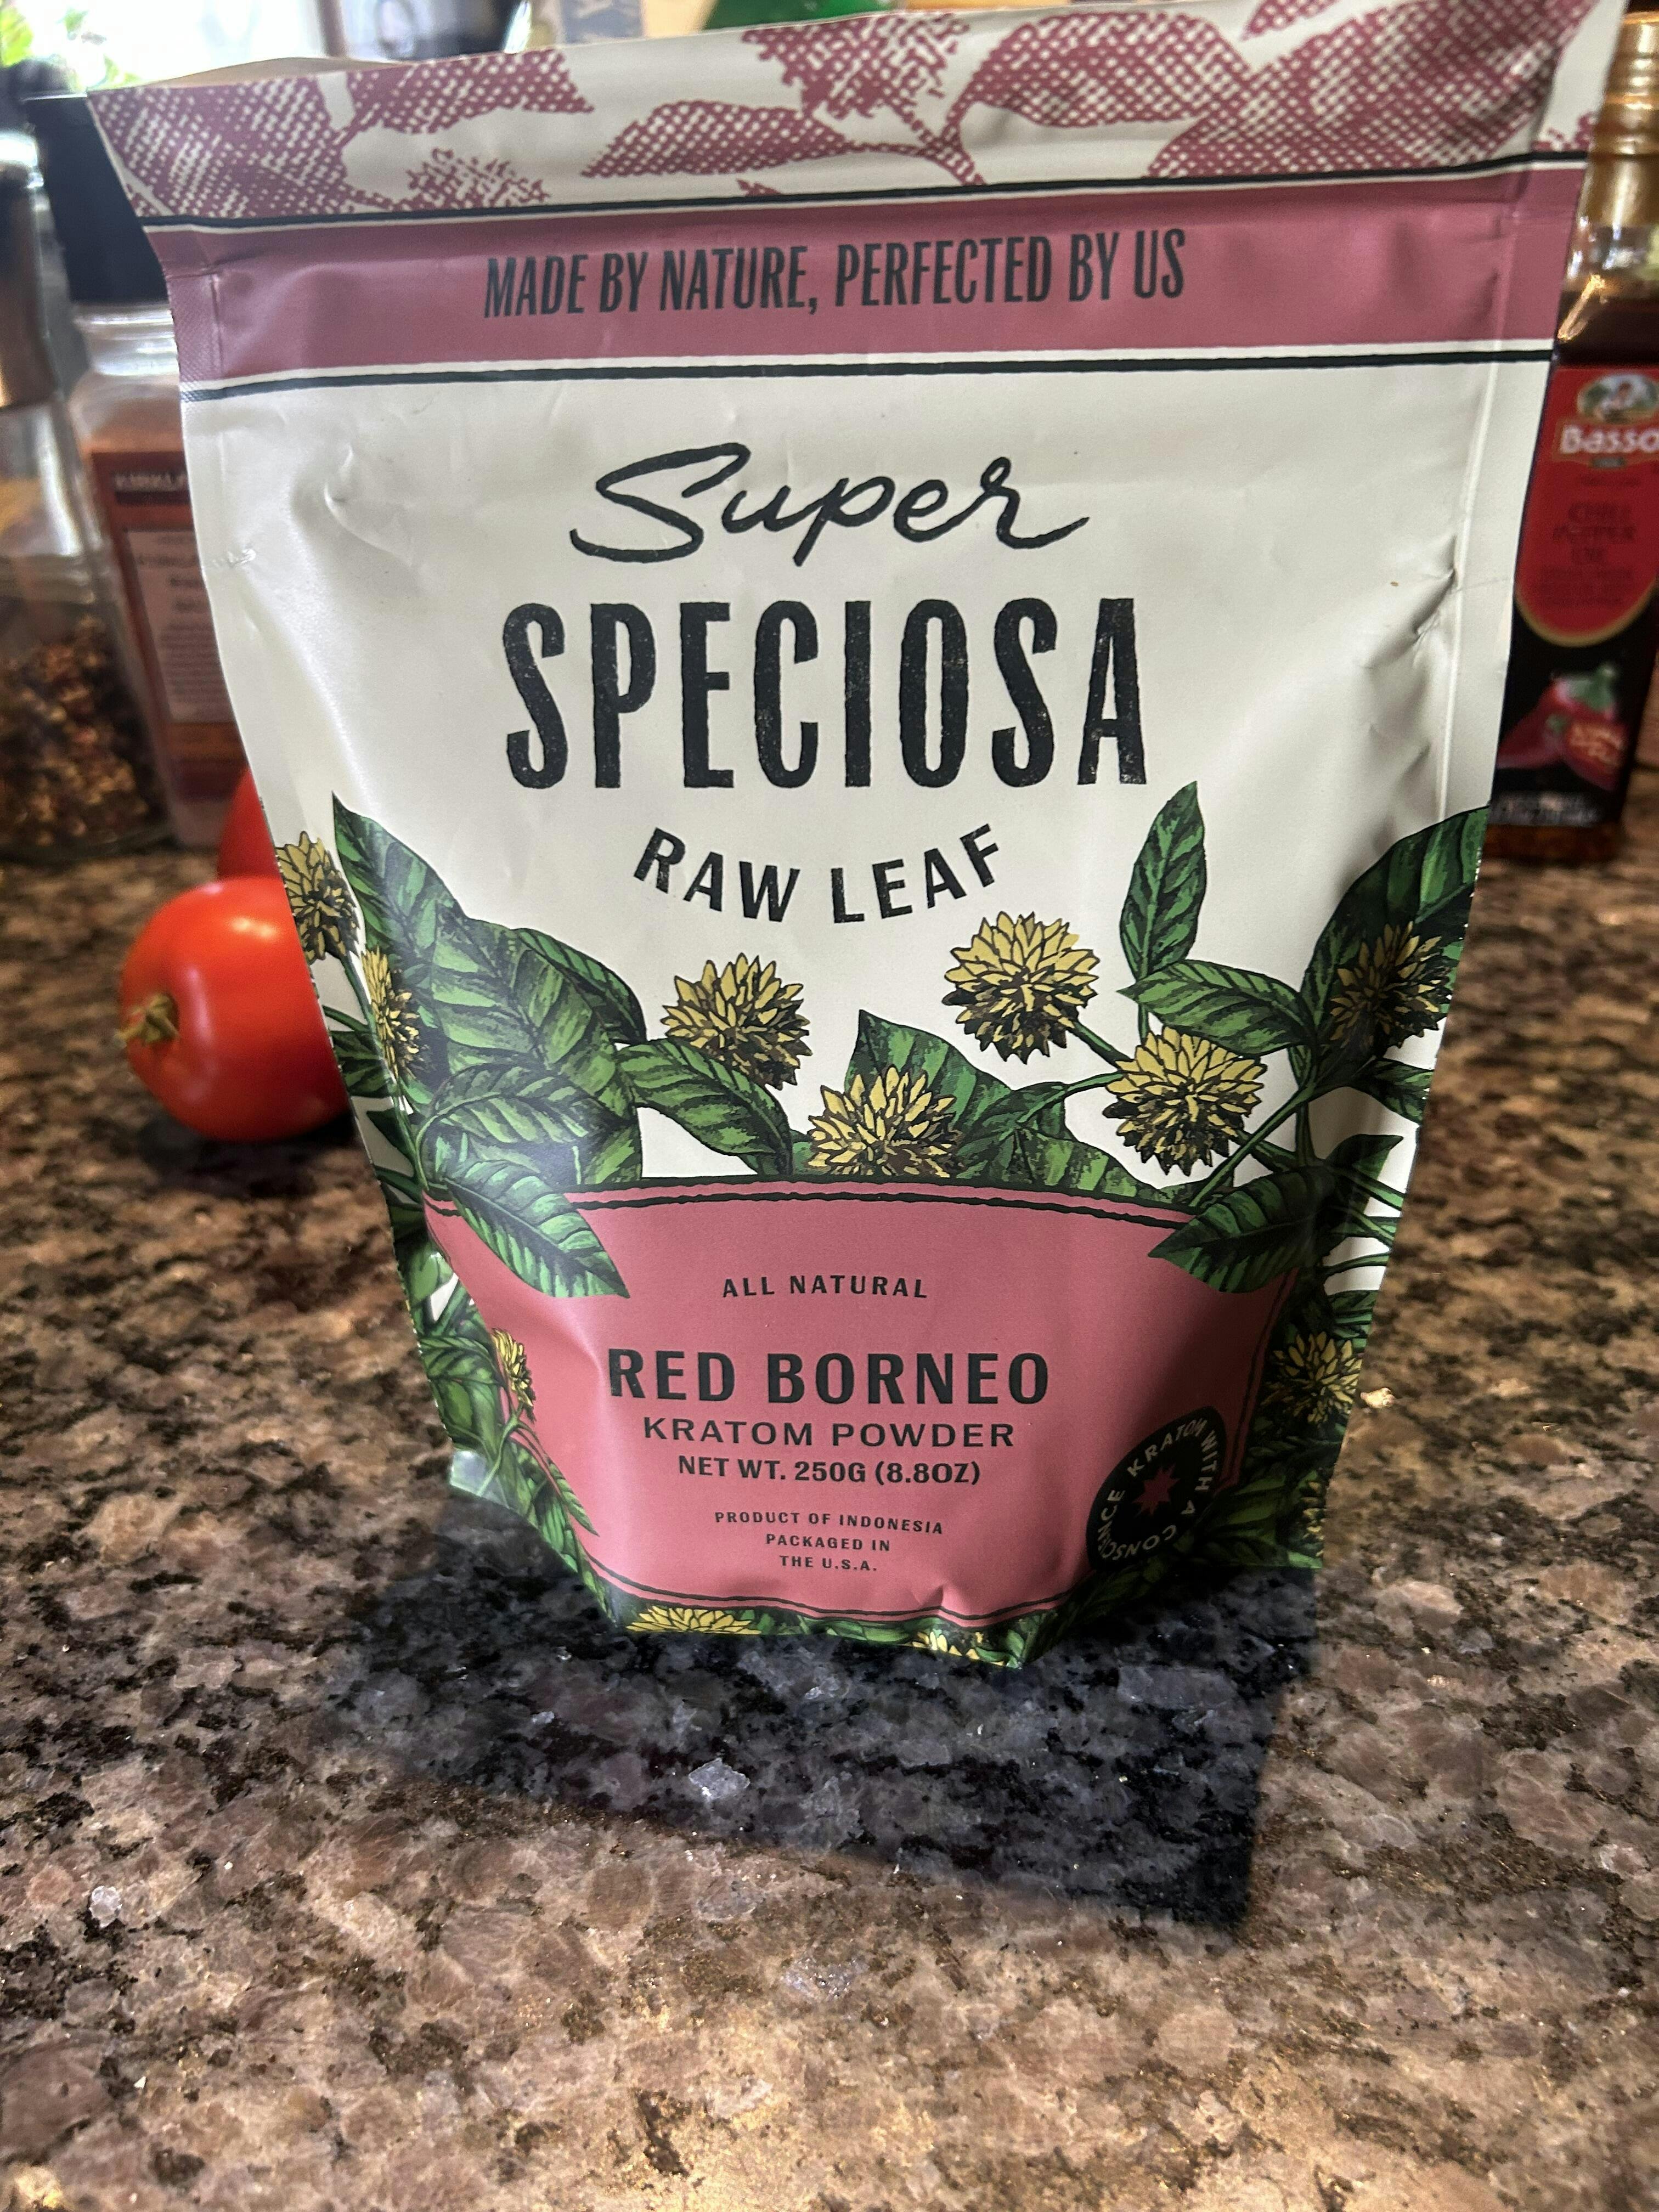 MADE BY NATURE, PERFECTED BY US
Super
SPECIOSA
RAW LEAF
ALL NATURAL
RED BORNEO
KRATOM POWDER
NET WT. 250G (8.8OZ)
PRODUCT OF INDONESIA
PACKAGED IN
THE U.S.A.
KRATOM WITH A
Basso